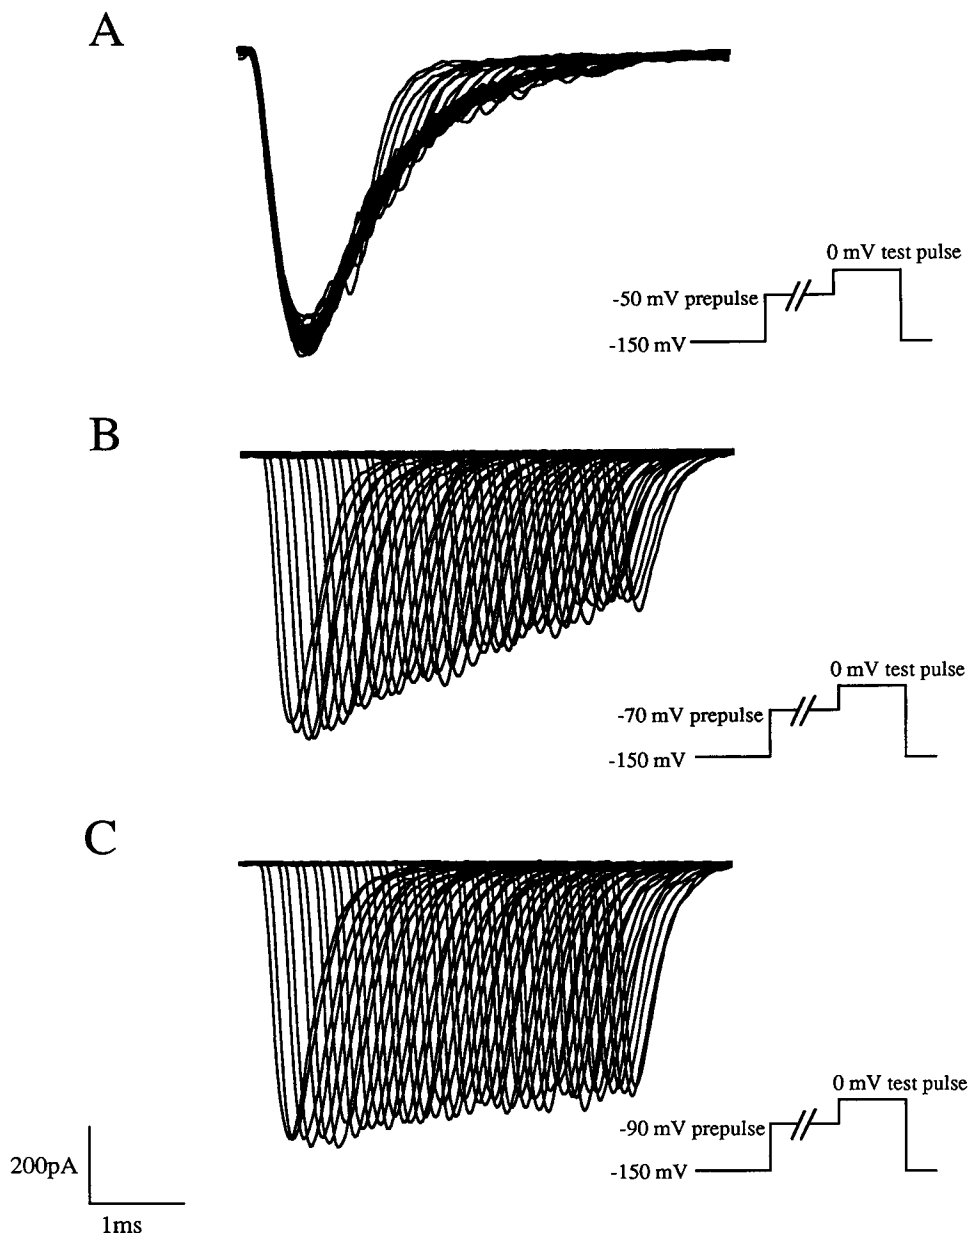 A
0 mV test pulse
-50 mV prepulse
-150 mV
B
0 mV test pulse
-70 mV prepulse
-150 mV
C
0 mV test pulse
-90 mV prepulse
-150 mV
200pA
1ms